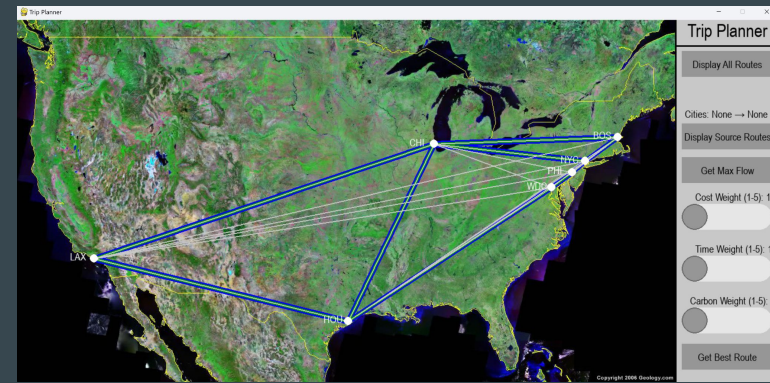 Trip Planner
Trip Planner
Display All Routes
Cities: None → None
Display Source Routes
Get Max Flow
Cost Weight (1-5): 1
Time Weight (1-5):
Carbon Weight (1-5):
Get Best Route
CHI
BOS
NYC
PHI
WDC
LAX
HOU
Copyright 2006 Geology.com